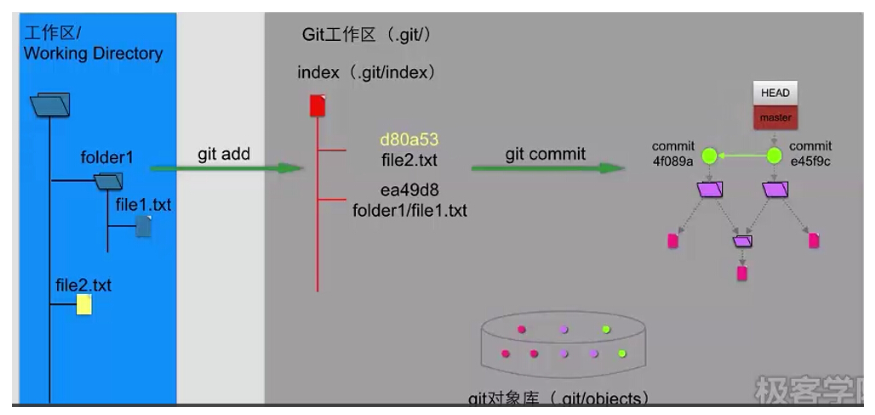 工作区/
Working Directory
folder1
file1.txt
file2.txt
git add
Git工作区（.git/）
index（.git/index）
d80a53
file2.txt
ea49d8
folder1/file1.txt
git commit
HEAD
master
commit
4f089a
commit
e45f9c
git对象库（.git/objects）
极客学院